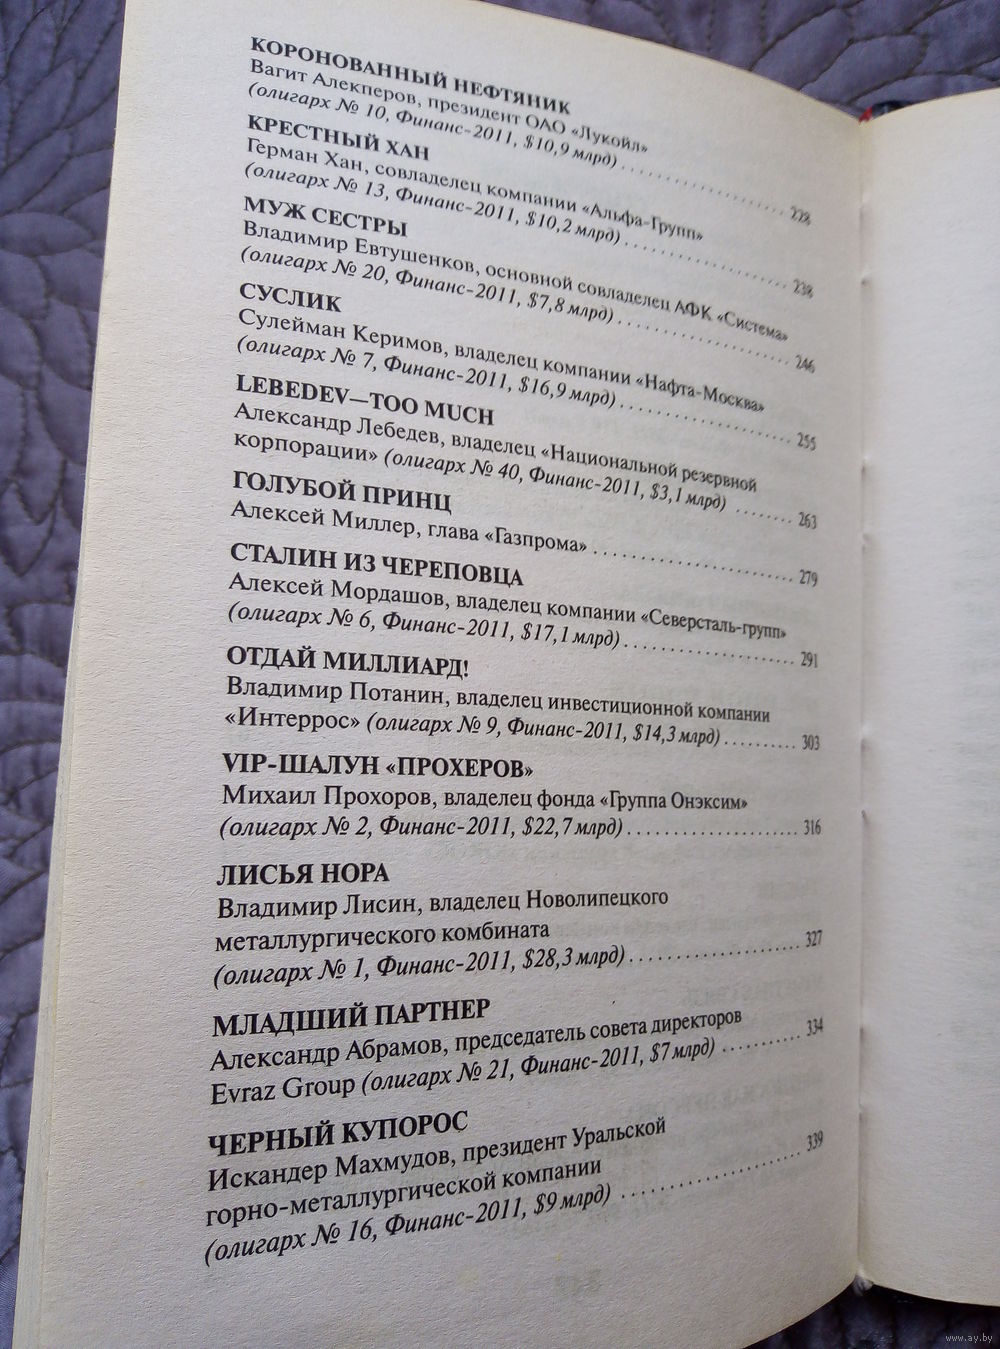 КОРОНОВАННЫЙ НЕФТЯНИК
Вагит Алекперов, президент ОАО «Лукойл»
(олигарх № 10, Финанс-2011, $10,9 млрд) . . . . . . . . . . . . . . . . . . . 228
КРЕСТНЫЙ ХАН
Герман Хан, совладелец компании «Альфа-Групп»
(олигарх № 13, Финанс-2011, $10,2 млрд) . . . . . . . . . . . . . . . . . . . 238
МУЖ СЕСТРЫ
Владимир Евтушенков, основной совладелец АФК «Система»
(олигарх № 20, Финанс-2011, $7,8 млрд) . . . . . . . . . . . . . . . . . . . . 246
СУСЛИК
Сулейман Керимов, владелец компании «Нафта-Москва»
(олигарх № 7, Финанс-2011, $16,9 млрд) . . . . . . . . . . . . . . . . . . . . 255
LEBEDEV—TOO MUCH
Александр Лебедев, владелец «Национальной резервной
корпорации» (олигарх № 40, Финанс-2011, $3,1 млрд) . . . . . . . . 263
ГОЛУБОЙ ПРИНЦ
Алексей Миллер, глава «Газпрома» . . . . . . . . . . . . . . . . . . . . . . . . 279
СТАЛИН ИЗ ЧЕРЕПОВЦА
Алексей Мордашов, владелец компании «Северсталь-групп»
(олигарх № 6, Финанс-2011, $17,1 млрд) . . . . . . . . . . . . . . . . . . . . 291
ОТДАЙ МИЛЛИАРД!
Владимир Потанин, владелец инвестиционной компании
«Интеррос» (олигарх № 9, Финанс-2011, $14,3 млрд) . . . . . . . . . . 303
VIP-ШАЛУН «ПРОХЕРОВ»
Михаил Прохоров, владелец фонда «Группа Онэксим»
(олигарх № 2, Финанс-2011, $22,7 млрд) . . . . . . . . . . . . . . . . . . . . 316
ЛИСЬЯ НОРА
Владимир Лисин, владелец Новолипецкого
металлургического комбината
(олигарх № 1, Финанс-2011, $28,3 млрд) . . . . . . . . . . . . . . . . . . . . 327
МЛАДШИЙ ПАРТНЕР
Александр Абрамов, председатель совета директоров
Evraz Group (олигарх № 21, Финанс-2011, $7 млрд) . . . . . . . . . . . 334
ЧЕРНЫЙ КУПОРОС
Искандер Махмудов, президент Уральской
горно-металлургической компании
(олигарх № 16, Финанс-2011, $9 млрд) . . . . . . . . . . . . . . . . . . . . . . 339
www.ay.by